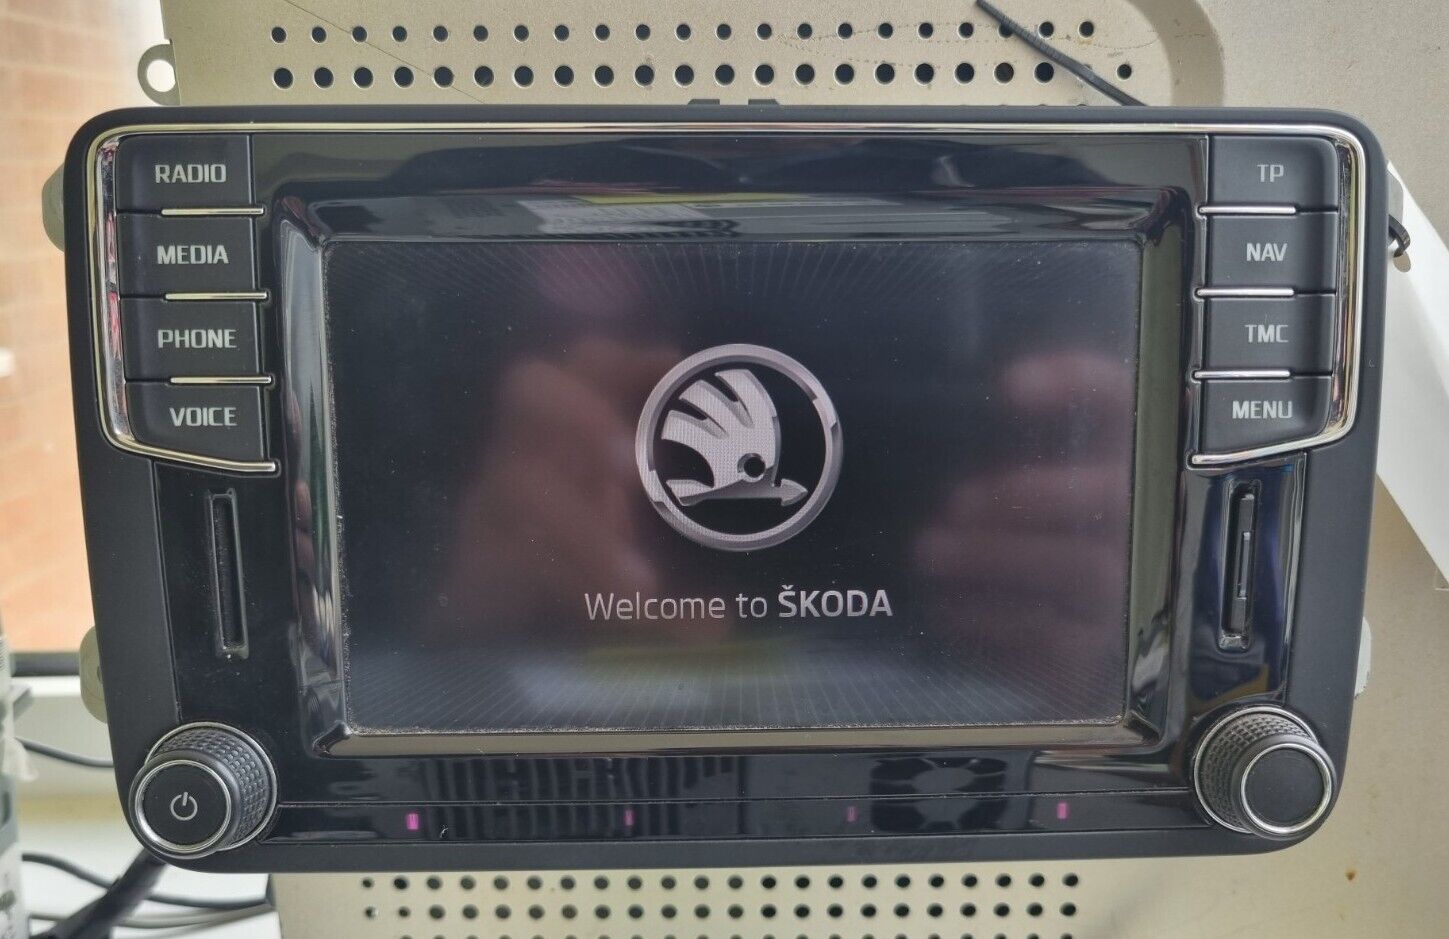 RADIO
MEDIA
PHONE
VOICE
TP
NAV
TMC
MENU
Welcome to ŠKODA